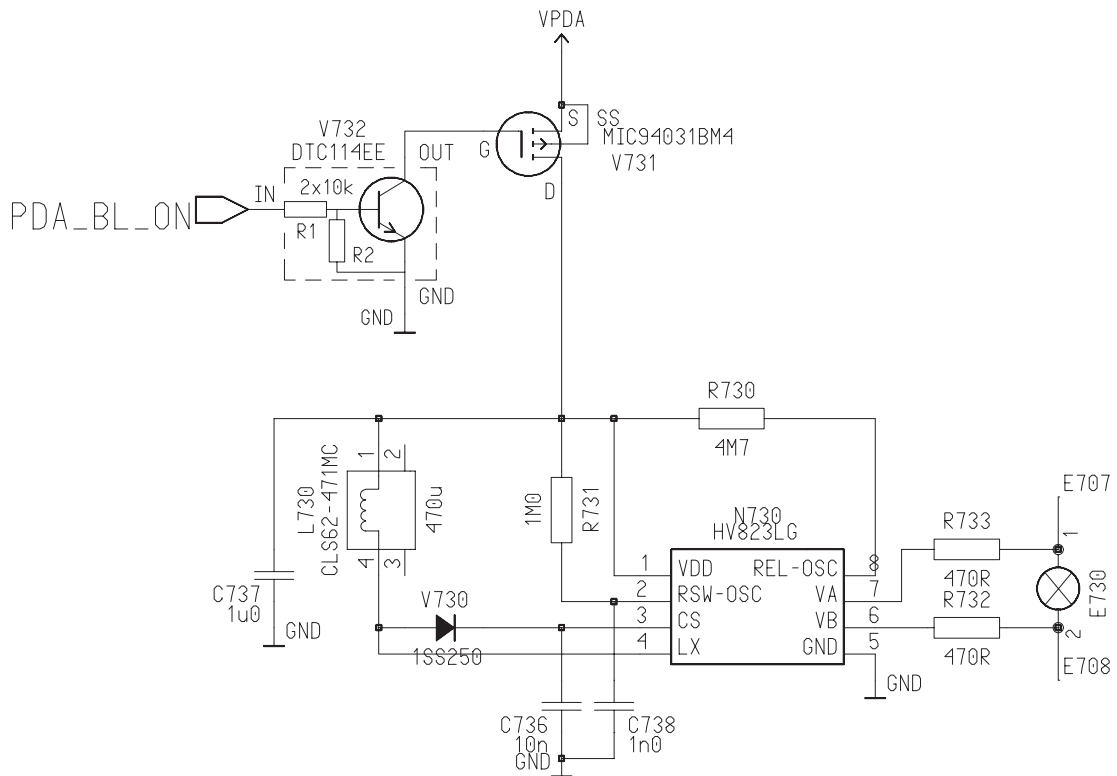 VPDA
S SS
MIC94031BM4
V731
G
D
V732
DTC114EE
OUT
IN
2x10k
PDA_BL_ON
R1
R2
GND
GND
R730
4M7
1
2
L730
CLS62-471MC
470u
4
3
1M0
R731
N730
HV823LG
1
VDD
REL-OSC
8
2
RSW-OSC
VA
7
3
CS
VB
6
4
LX
GND
5
R733
470R
R732
470R
E707
1
E730
2
E708
C737
1u0
GND
V730
1SS250
GND
C736
10n
C738
1n0
GND